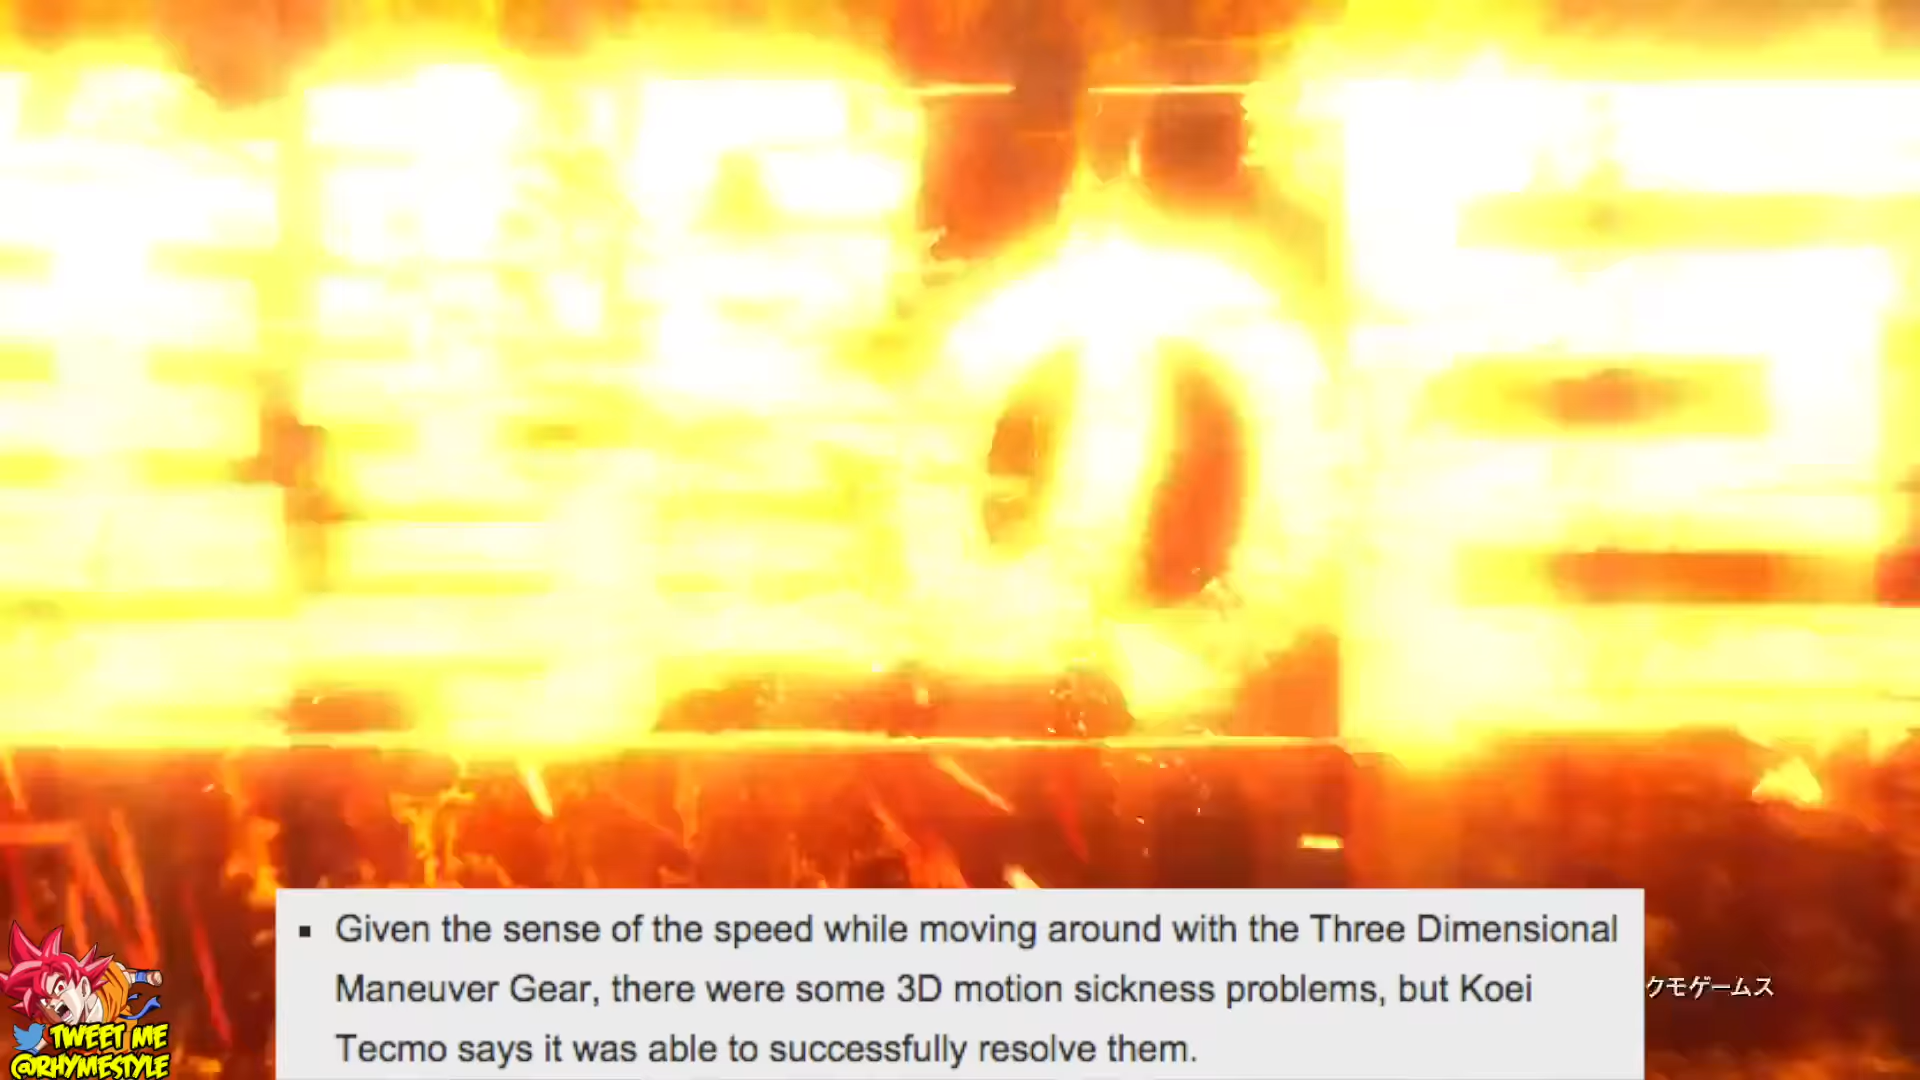 ▪ Given the sense of the speed while moving around with the Three Dimensional
Maneuver Gear, there were some 3D motion sickness problems, but Koei
Tecmo says it was able to successfully resolve them.
クモゲームス
TWEET ME
@RHYMESTYLE